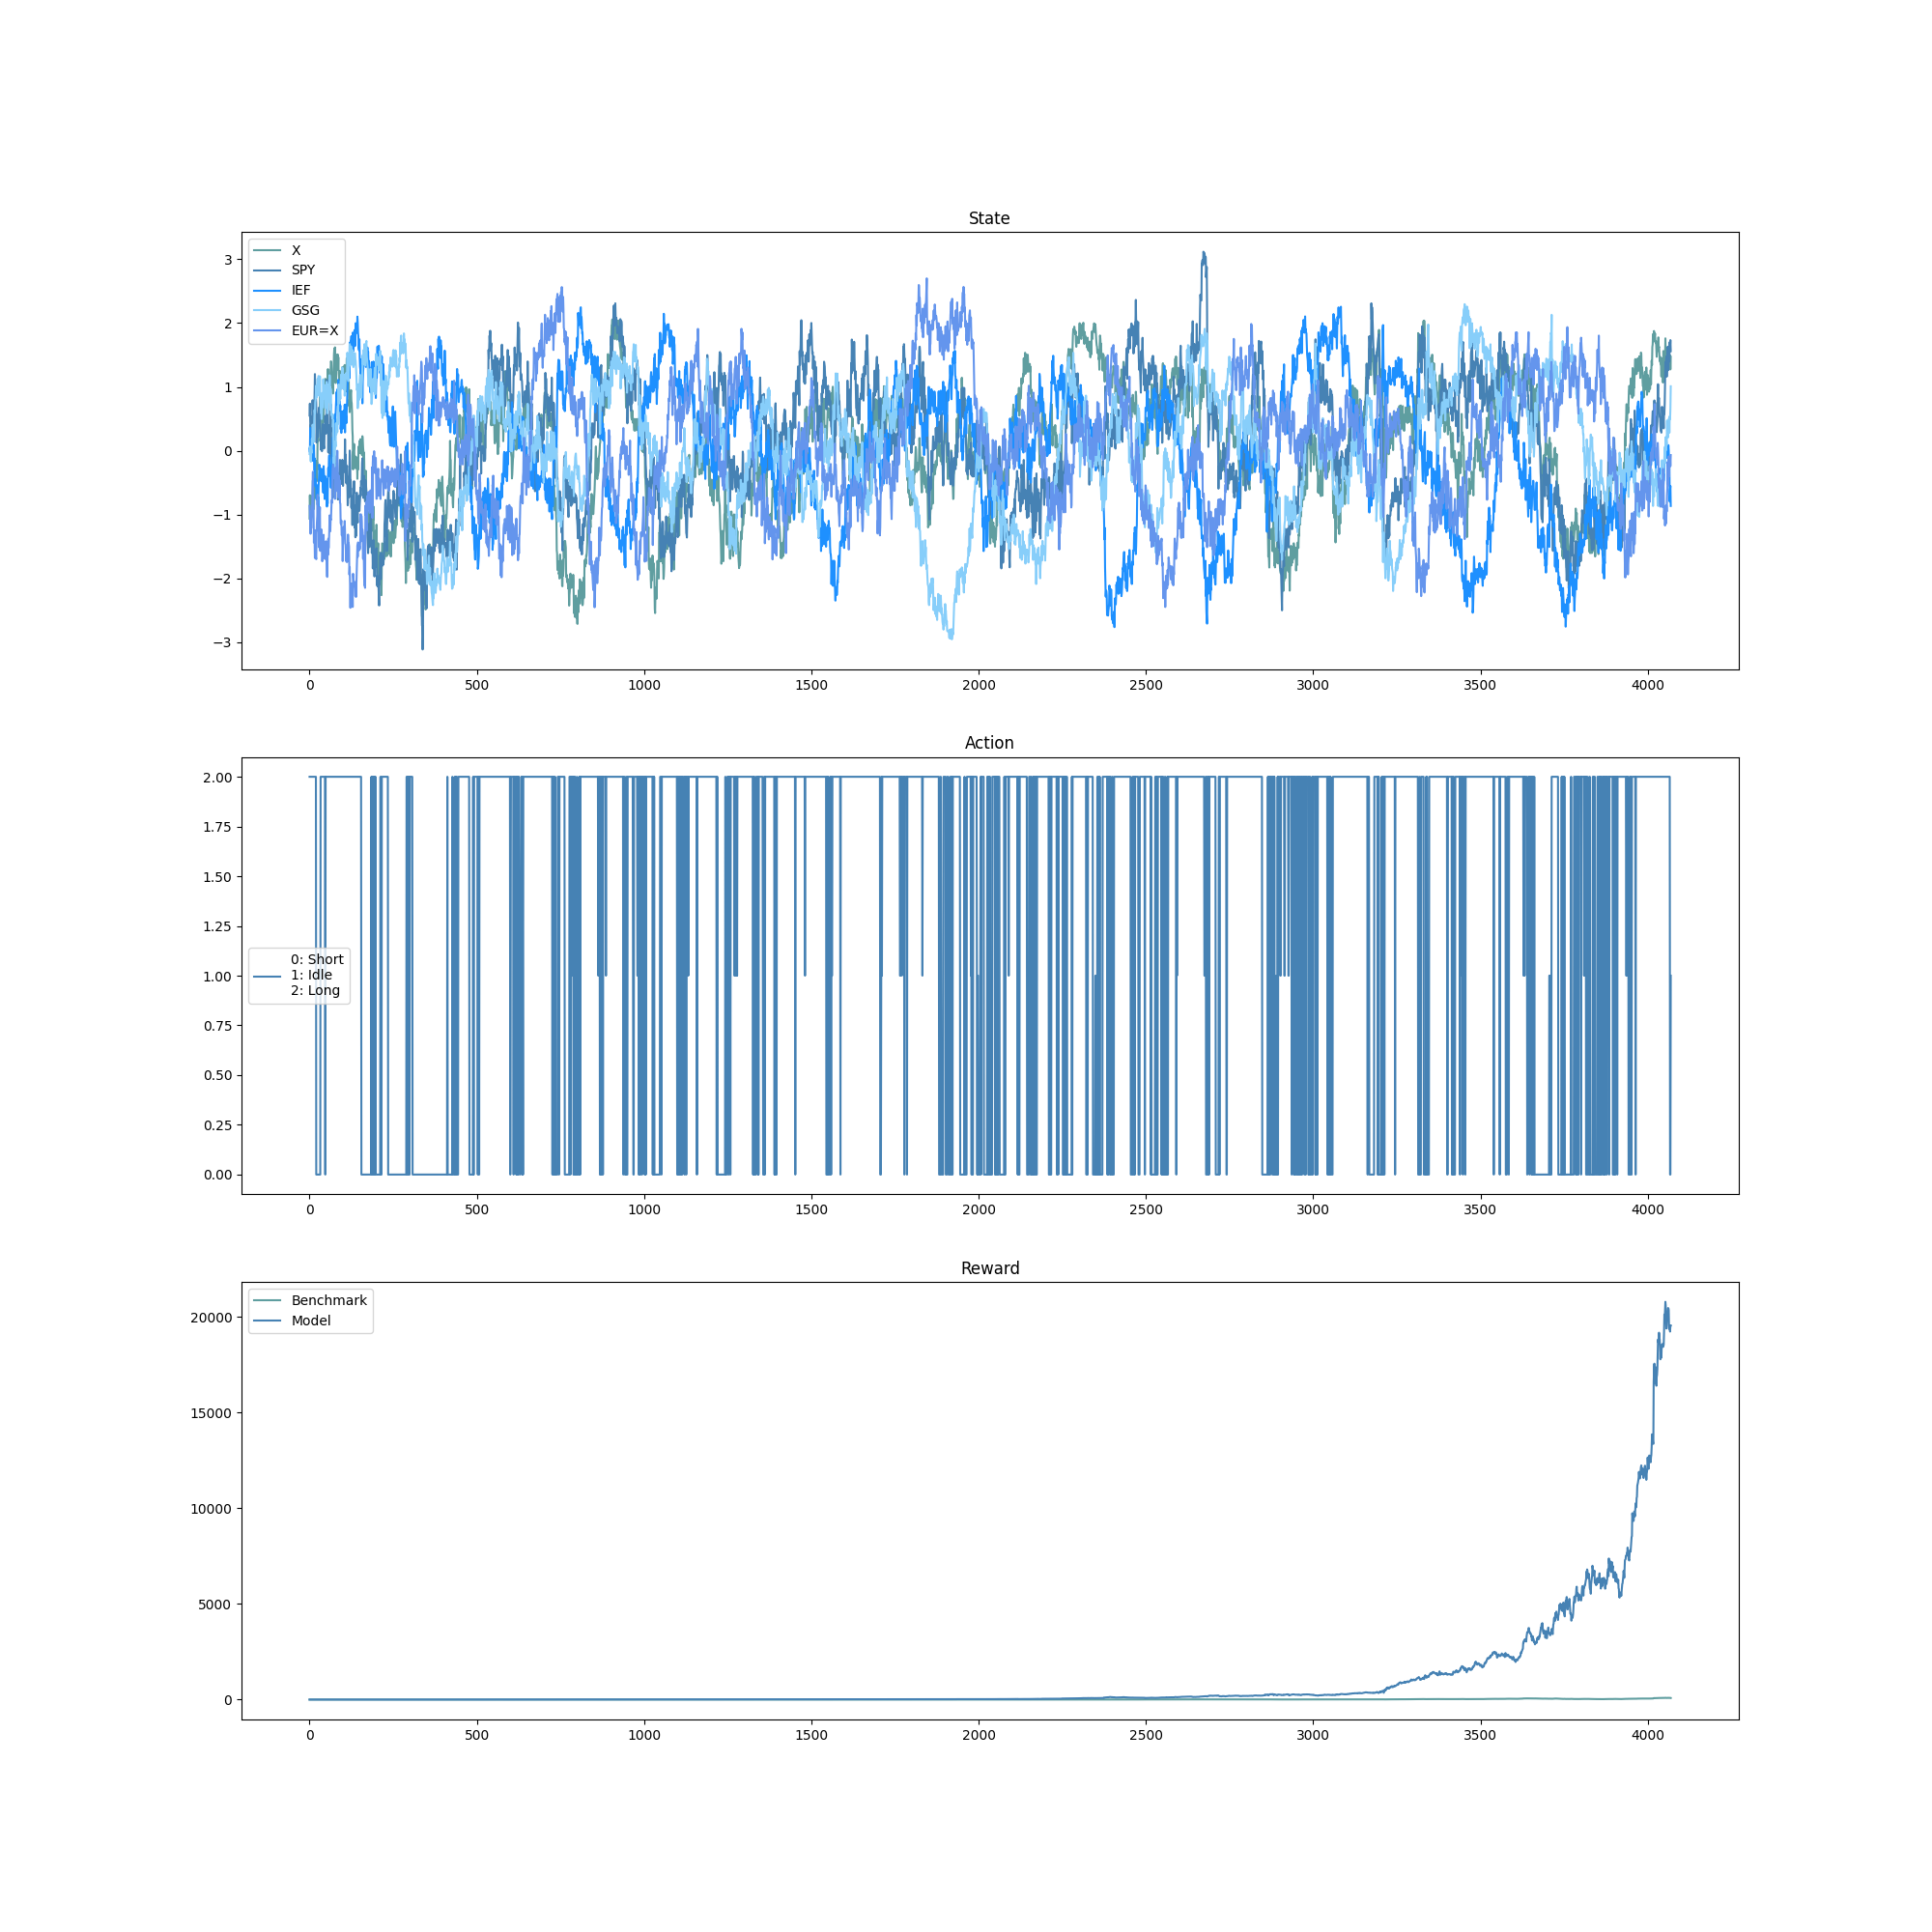 State
X
SPY
IEF
GSG
EUR=X
3
2
1
0
−1
−2
−3
0 500 1000 1500 2000 2500 3000 3500 4000
Action
2.00
1.75
1.50
1.25
1.00
0.75
0.50
0.25
0.00
0: Short
1: Idle
2: Long
0 500 1000 1500 2000 2500 3000 3500 4000
Reward
Benchmark
Model
20000
15000
10000
5000
0
0 500 1000 1500 2000 2500 3000 3500 4000